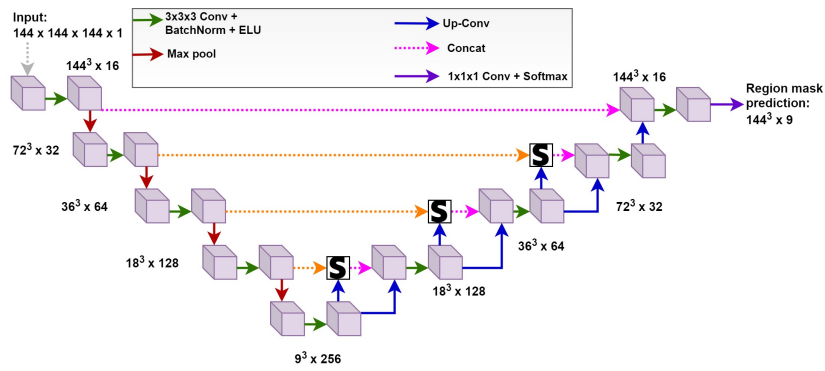 Input:
144 x 144 x 144 x 1
3x3x3 Conv +
BatchNorm + ELU
Max pool
Up-Conv
Concat
1x1x1 Conv + Softmax
144³ x 16
144³ x 16
Region mask
prediction:
144³ x 9
72³ x 32
S
72³ x 32
36³ x 64
S
36³ x 64
18³ x 128
S
18³ x 128
9³ x 256